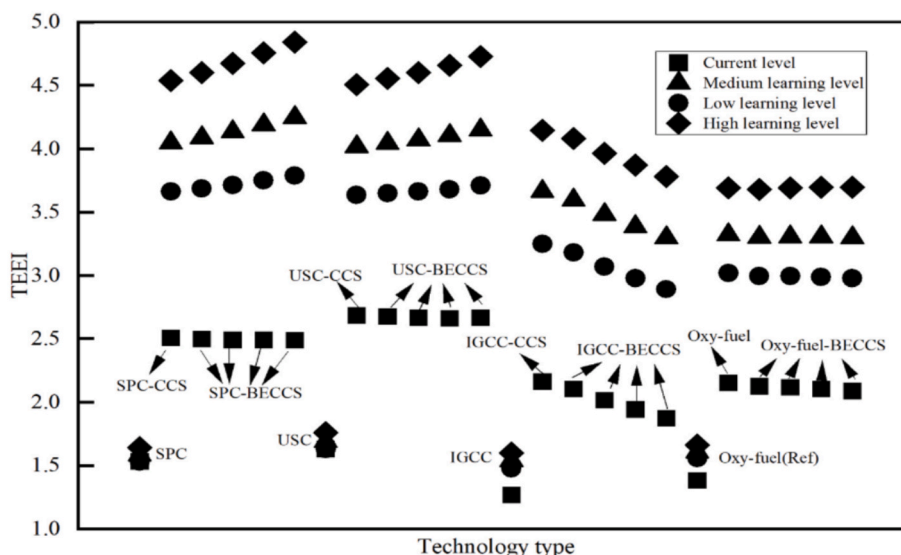 5.0
4.5
4.0
3.5
3.0
2.5
2.0
1.5
1.0
TEEI
Current level
Medium learning level
Low learning level
High learning level
USC-CCS
USC-BECCS
SPC-CCS
SPC-BECCS
IGCC-CCS
IGCC-BECCS
Oxy-fuel
Oxy-fuel-BECCS
SPC
USC
IGCC
Oxy-fuel(Ref)
Technology type